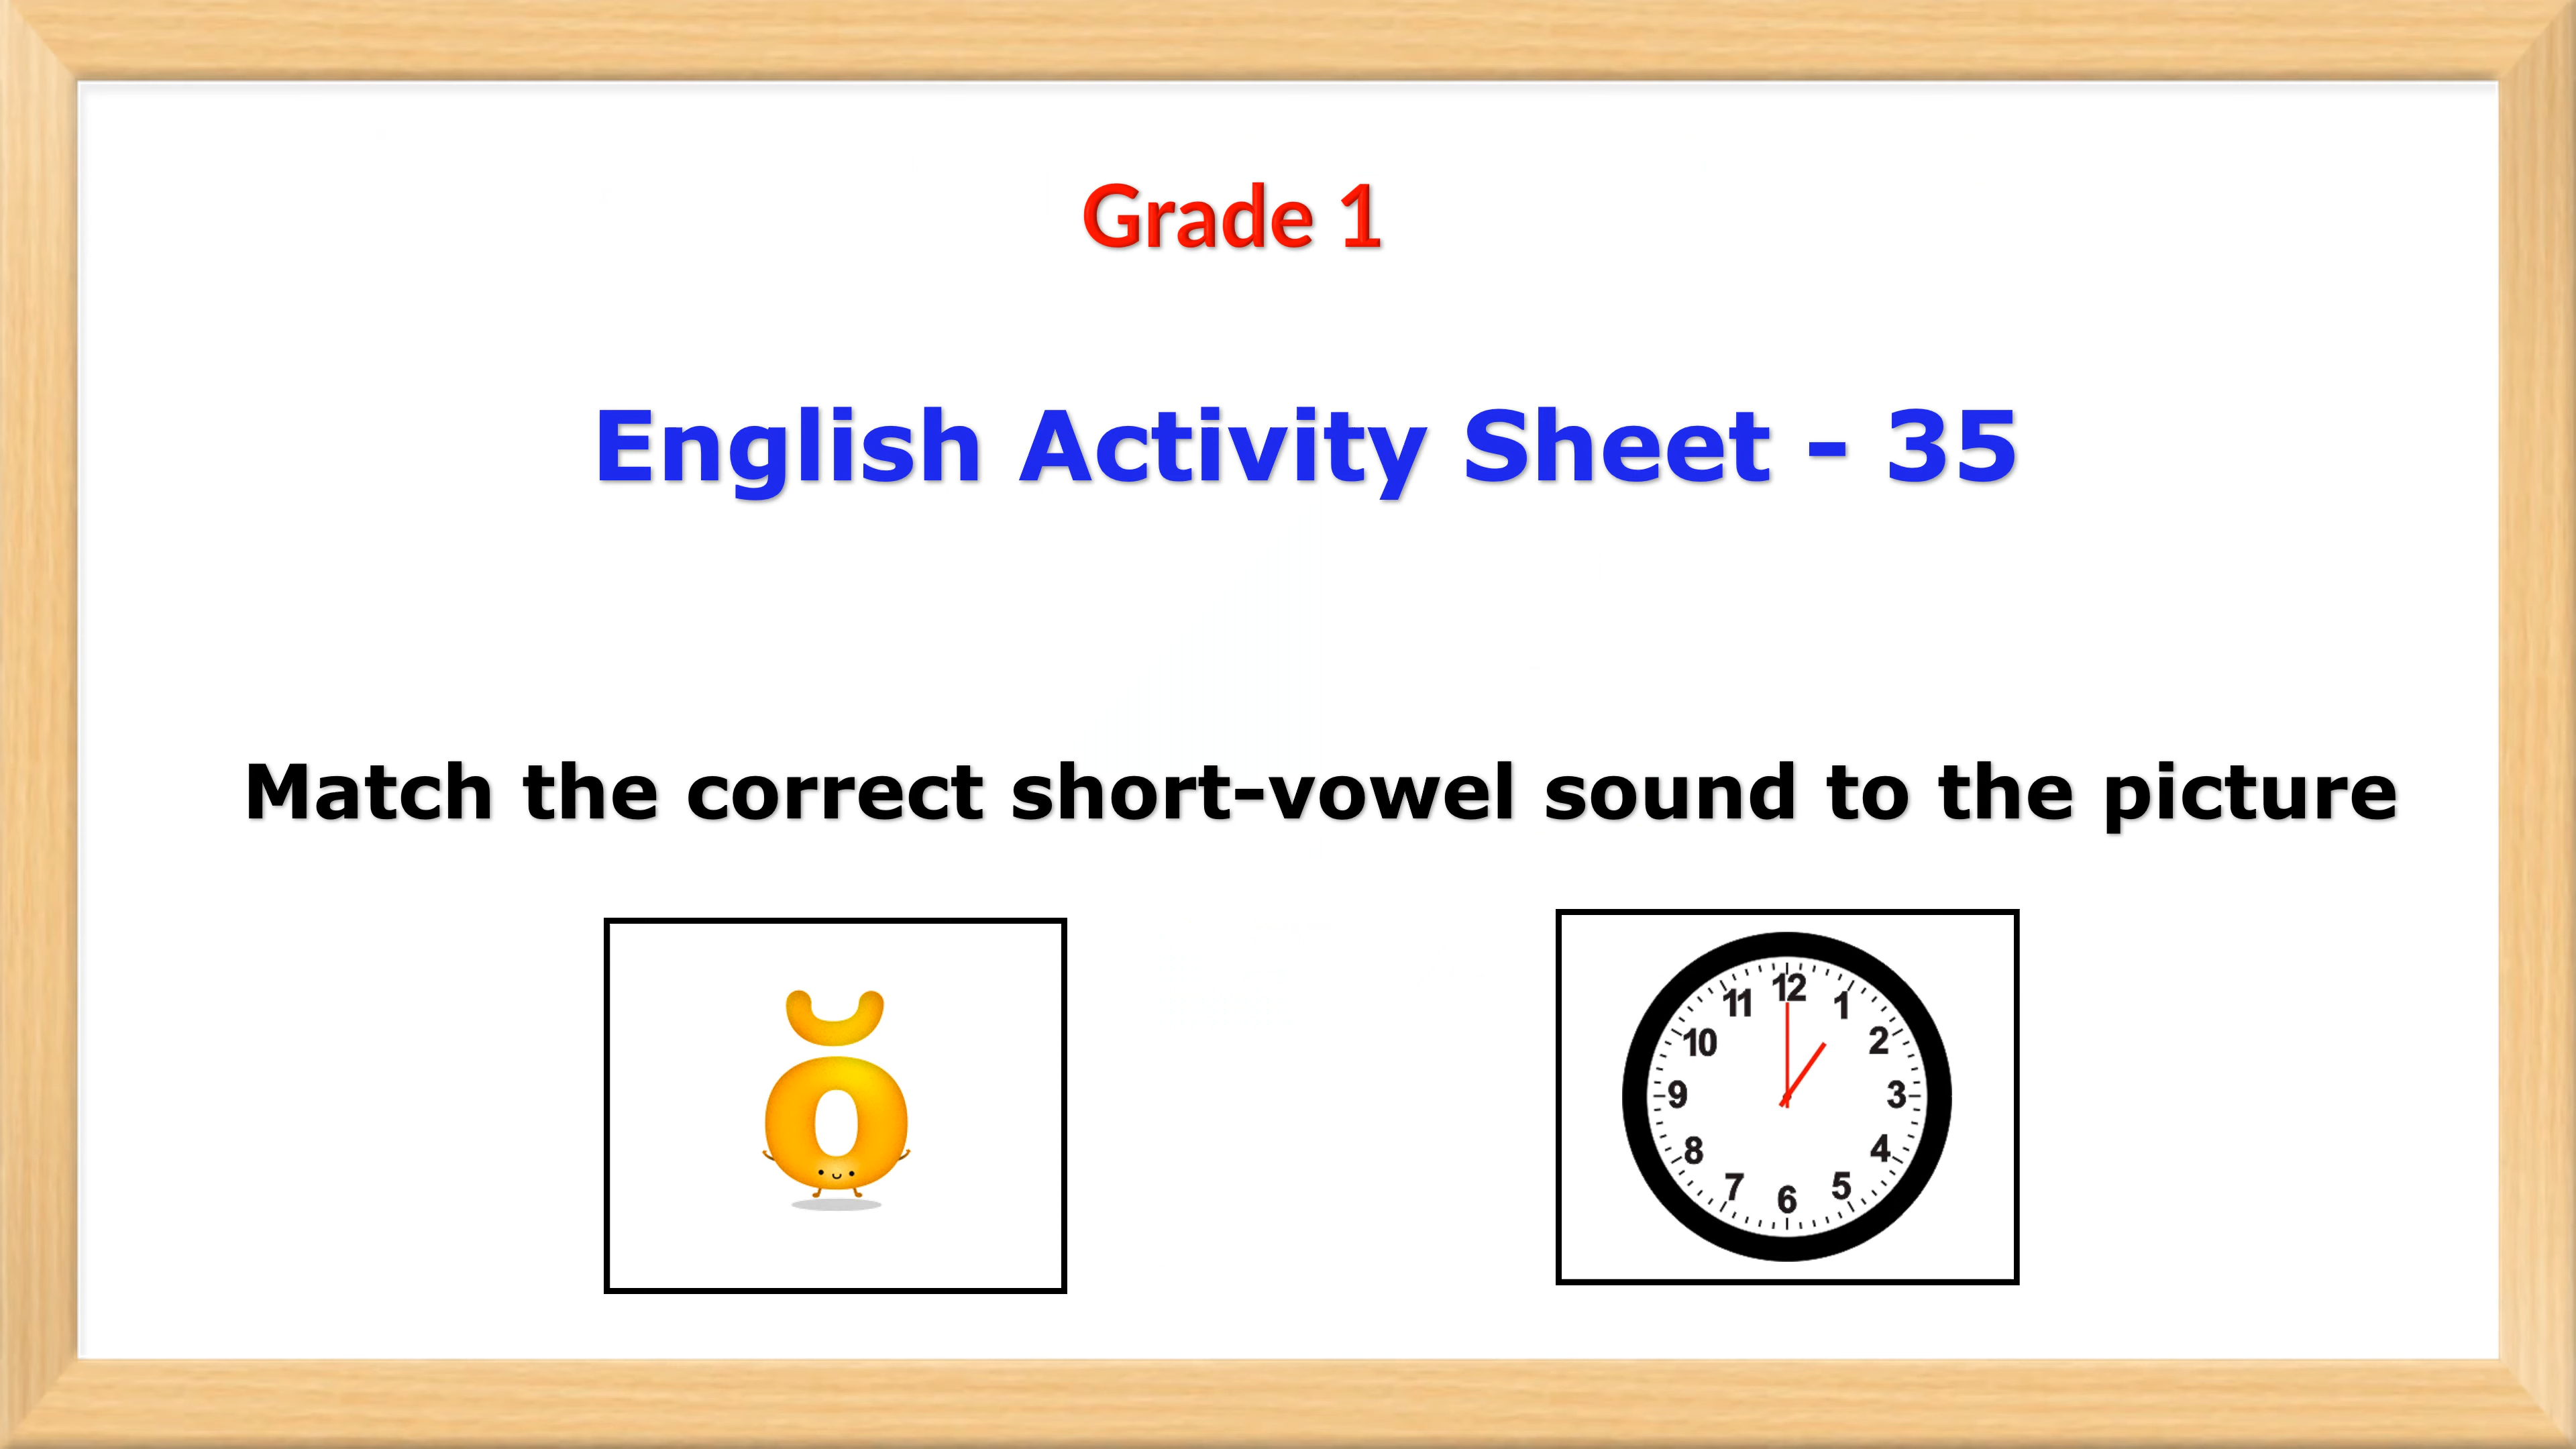 Grade 1
English Activity Sheet - 35
Match the correct short-vowel sound to the picture
ŏ
12
11 1
10 2
9 3
8 4
7 5
6